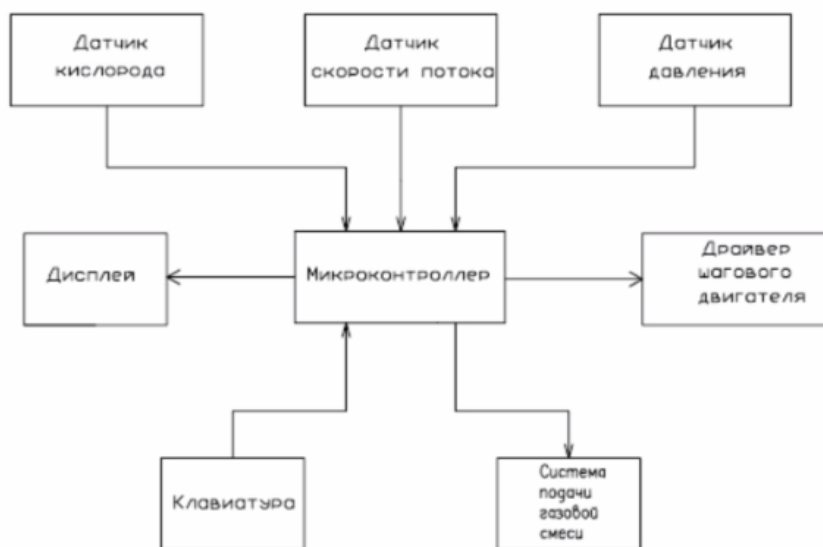 Датчик
кислорода
Датчик
скорости потока
Датчик
давления
Дисплей
Микроконтроллер
Драйвер
шагового
двигателя
Клавиатура
Система
подачи
газовой
смеси